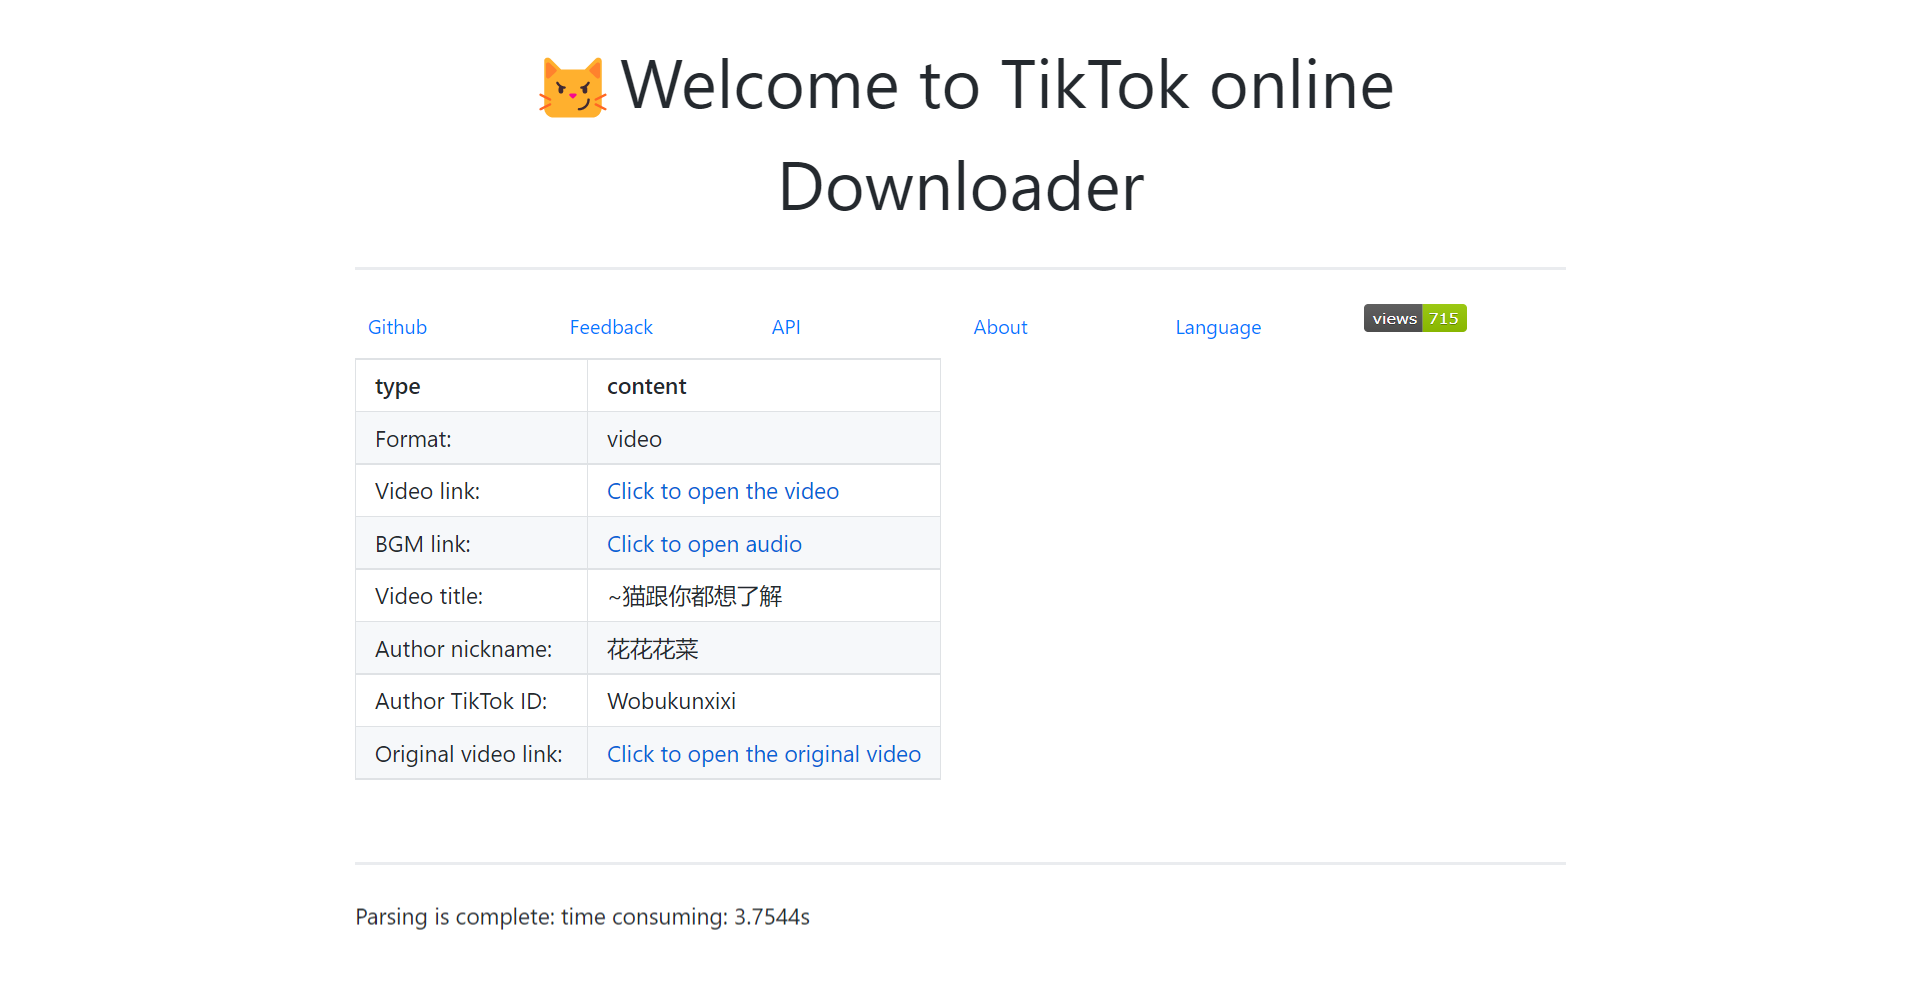 Welcome to TikTok online
Downloader
Github Feedback API About Language views 715
type content
Format: video
Video link: Click to open the video
BGM link: Click to open audio
Video title: ~猫跟你都想了解
Author nickname: 花花花菜
Author TikTok ID: Wobukunxixi
Original video link: Click to open the original video
Parsing is complete: time consuming: 3.7544s